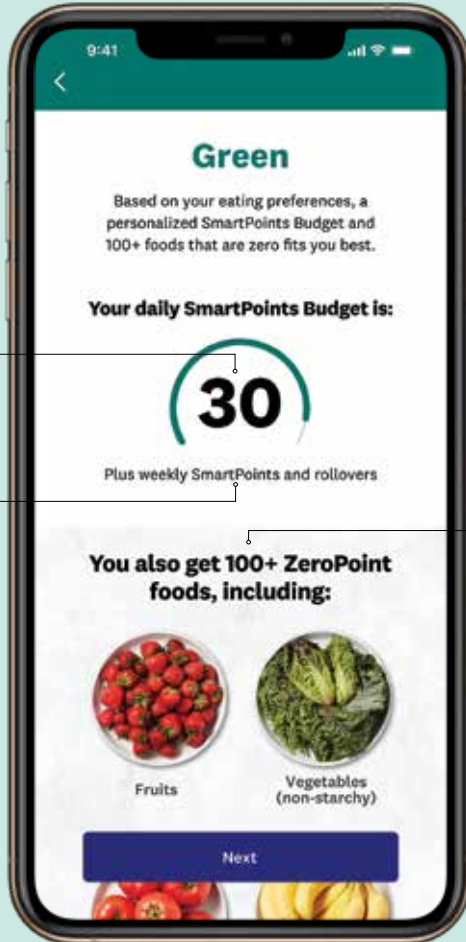 9:41
Green
Based on your eating preferences, a
personalized SmartPoints Budget and
100+ foods that are zero fits you best.
Your daily SmartPoints Budget is:
30
Plus weekly SmartPoints and rollovers
You also get 100+ ZeroPoint
foods, including:
Fruits
Vegetables
(non-starchy)
Next